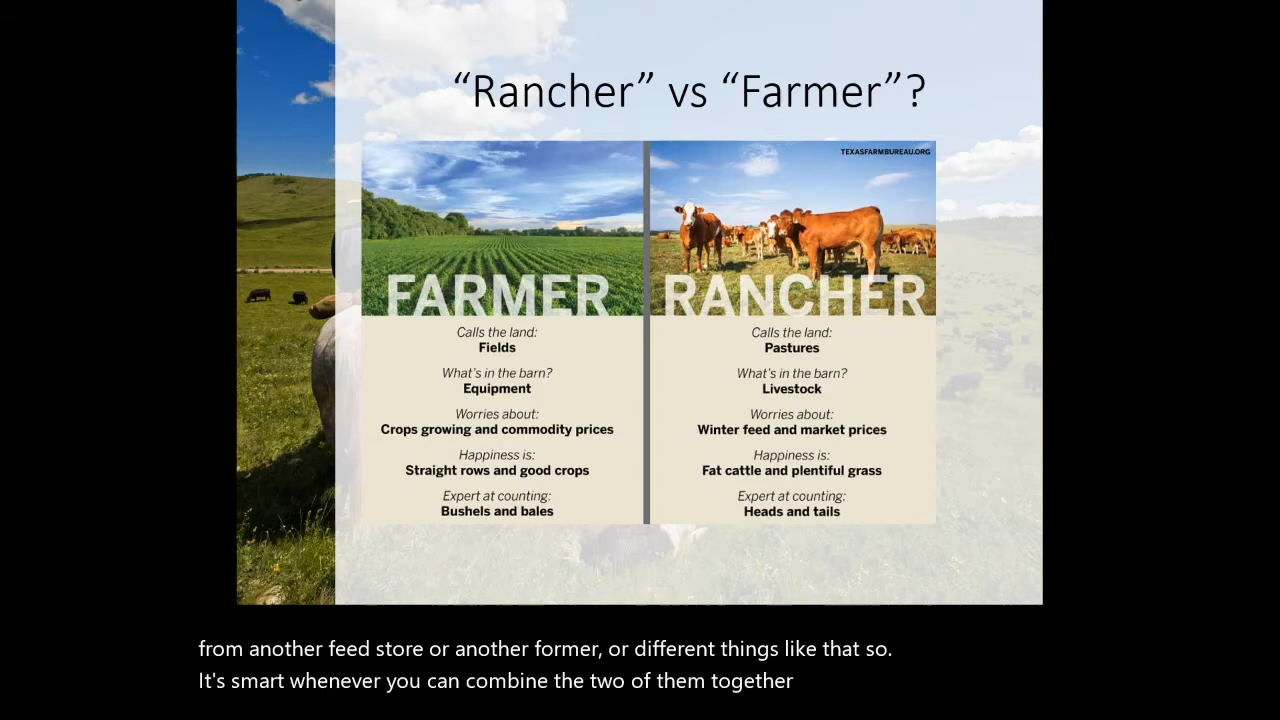 “Rancher” vs “Farmer”?
TEXASFARMBUREAU.ORG
FARMER
Calls the land:
Fields
What's in the barn?
Equipment
Worries about:
Crops growing and commodity prices
Happiness is:
Straight rows and good crops
Expert at counting:
Bushels and bales
RANCHER
Calls the land:
Pastures
What's in the barn?
Livestock
Worries about:
Winter feed and market prices
Happiness is:
Fat cattle and plentiful grass
Expert at counting:
Heads and tails
from another feed store or another former, or different things like that so.
It's smart whenever you can combine the two of them together